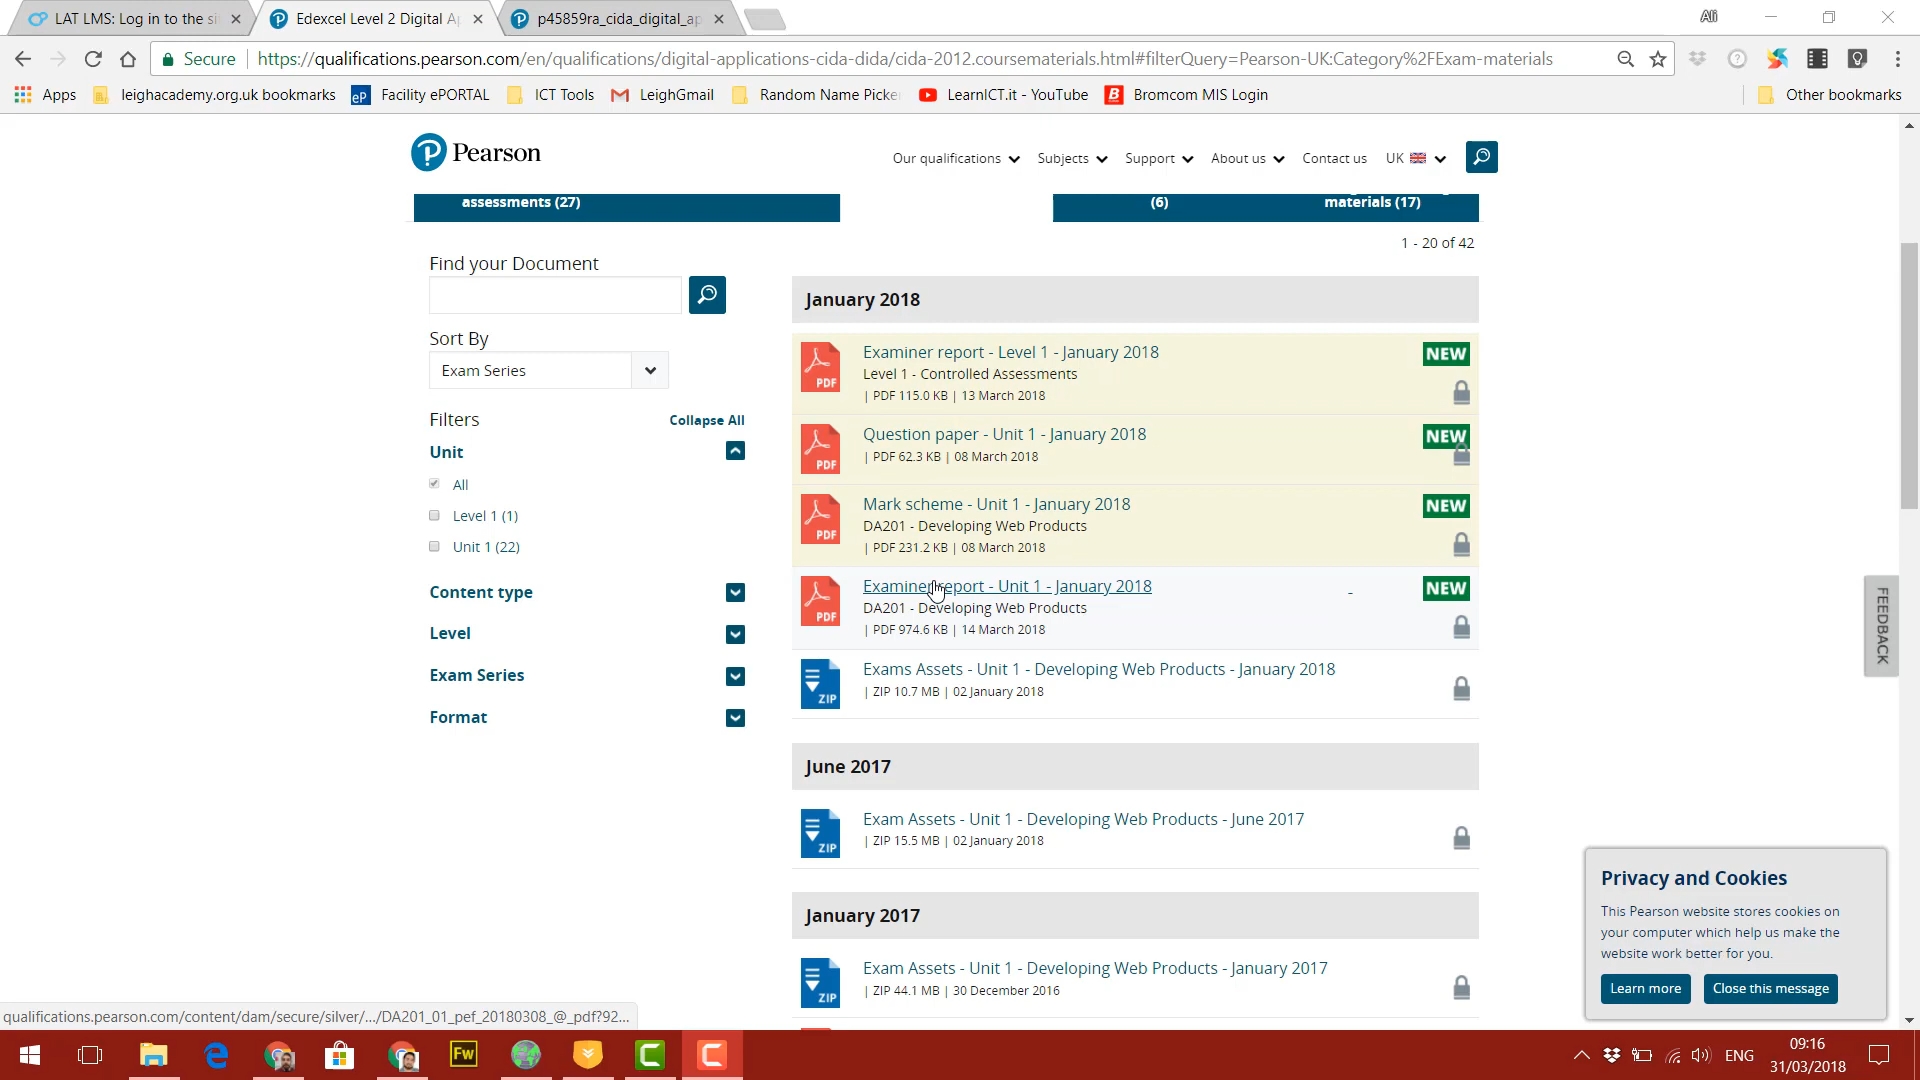 LAT LMS: Log in to the si
Edexcel Level 2 Digital A
p45859ra_cida_digital_ap
Ali
Secure
https://qualifications.pearson.com/en/qualifications/digital-applications-cida-dida/cida-2012.coursematerials.html#filterQuery=Pearson-UK:Category%2FExam-materials
Apps
leighacademy.org.uk bookmarks
eP
Facility ePORTAL
ICT Tools
LeighGmail
Random Name Picke
LearnICT.it - YouTube
B
Bromcom MIS Login
Other bookmarks
P
Pearson
Our qualifications
Subjects
Support
About us
Contact us
UK
assessments (27)
(6)
materials (17)
1 - 20 of 42
Find your Document
Sort By
Exam Series
Filters
Collapse All
Unit
All
Level 1 (1)
Unit 1 (22)
Content type
Level
Exam Series
Format
January 2018
PDF
Examiner report - Level 1 - January 2018
NEW
Level 1 - Controlled Assessments
| PDF 115.0 KB | 13 March 2018
PDF
Question paper - Unit 1 - January 2018
NEW
| PDF 62.3 KB | 08 March 2018
PDF
Mark scheme - Unit 1 - January 2018
NEW
DA201 - Developing Web Products
| PDF 231.2 KB | 08 March 2018
PDF
Examiner report - Unit 1 - January 2018
NEW
DA201 - Developing Web Products
| PDF 974.6 KB | 14 March 2018
ZIP
Exams Assets - Unit 1 - Developing Web Products - January 2018
| ZIP 10.7 MB | 02 January 2018
June 2017
ZIP
Exam Assets - Unit 1 - Developing Web Products - June 2017
| ZIP 15.5 MB | 02 January 2018
January 2017
ZIP
Exam Assets - Unit 1 - Developing Web Products - January 2017
| ZIP 44.1 MB | 30 December 2016
FEEDBACK
Privacy and Cookies
This Pearson website stores cookies on
your computer which help us make the
website work better for you.
Learn more
Close this message
qualifications.pearson.com/content/dam/secure/silver/.../DA201_01_pef_20180308_@_pdf?92...
Fw
ENG
09:16
31/03/2018